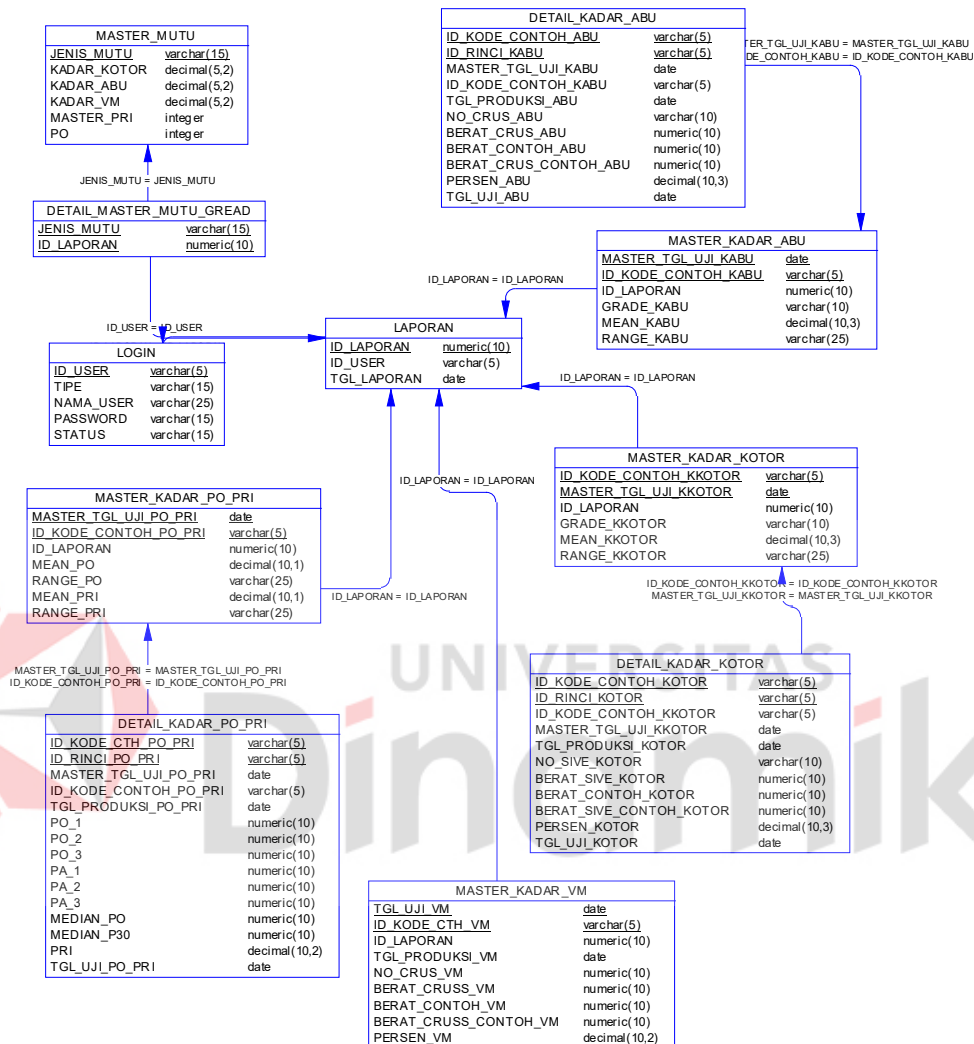 MASTER_MUTU
JENIS_MUTU varchar(15)
KADAR_KOTOR decimal(5,2)
KADAR_ABU decimal(5,2)
KADAR_VM decimal(5,2)
MASTER_PRI integer
PO integer
JENIS_MUTU = JENIS_MUTU
DETAIL_MASTER_MUTU_GREAD
JENIS_MUTU varchar(15)
ID_LAPORAN numeric(10)
DETAIL_KADAR_ABU
ID_KODE_CONTOH_ABU varchar(5)
ID_RINCI_KABU varchar(5)
MASTER_TGL_UJI_KABU date
ID_KODE_CONTOH_KABU varchar(5)
TGL_PRODUKSI_ABU date
NO_CRUS_ABU varchar(10)
BERAT_CRUS_ABU numeric(10)
BERAT_CONTOH_ABU numeric(10)
BERAT_CRUS_CONTOH_ABU numeric(10)
PERSEN_ABU decimal(10,3)
TGL_UJI_ABU date
TER_TGL_UJI_KABU = MASTER_TGL_UJI_KABU
DE_CONTOH_KABU = ID_KODE_CONTOH_KABU
MASTER_KADAR_ABU
MASTER_TGL_UJI_KABU date
ID_KODE_CONTOH_KABU varchar(5)
ID_LAPORAN numeric(10)
GRADE_KABU varchar(10)
MEAN_KABU decimal(10,3)
RANGE_KABU varchar(25)
ID_LAPORAN = ID_LAPORAN
ID_USER = ID_USER
LAPORAN
ID_LAPORAN numeric(10)
ID_USER varchar(5)
TGL_LAPORAN date
LOGIN
ID_USER varchar(5)
TIPE varchar(15)
NAMA_USER varchar(25)
PASSWORD varchar(15)
STATUS varchar(15)
ID_LAPORAN = ID_LAPORAN
MASTER_KADAR_KOTOR
ID_KODE_CONTOH_KKOTOR varchar(5)
MASTER_TGL_UJI_KKOTOR date
ID_LAPORAN numeric(10)
GRADE_KKOTOR varchar(10)
MEAN_KKOTOR decimal(10,3)
RANGE_KKOTOR varchar(25)
ID_LAPORAN = ID_LAPORAN
MASTER_KADAR_PO_PRI
MASTER_TGL_UJI_PO_PRI date
ID_KODE_CONTOH_PO_PRI varchar(5)
ID_LAPORAN numeric(10)
MEAN_PO decimal(10,1)
RANGE_PO varchar(25)
MEAN_PRI decimal(10,1)
RANGE_PRI varchar(25)
ID_LAPORAN = ID_LAPORAN
ID_KODE_CONTOH_KKOTOR = ID_KODE_CONTOH_KKOTOR
MASTER_TGL_UJI_KKOTOR = MASTER_TGL_UJI_KKOTOR
MASTER_TGL_UJI_PO_PRI = MASTER_TGL_UJI_PO_PRI
ID_KODE_CONTOH_PO_PRI = ID_KODE_CONTOH_PO_PRI
UNIVERSITAS
Dinamik
DETAIL_KADAR_KOTOR
ID_KODE_CONTOH_KOTOR varchar(5)
ID_RINCI_KOTOR varchar(5)
ID_KODE_CONTOH_KKOTOR varchar(5)
MASTER_TGL_UJI_KKOTOR date
TGL_PRODUKSI_KOTOR date
NO_SIVE_KOTOR varchar(10)
BERAT_SIVE_KOTOR numeric(10)
BERAT_CONTOH_KOTOR numeric(10)
BERAT_SIVE_CONTOH_KOTOR numeric(10)
PERSEN_KOTOR decimal(10,3)
TGL_UJI_KOTOR date
DETAIL_KADAR_PO_PRI
ID_KODE_CTH_PO_PRI varchar(5)
ID_RINCI_PO_PRI varchar(5)
MASTER_TGL_UJI_PO_PRI date
ID_KODE_CONTOH_PO_PRI varchar(5)
TGL_PRODUKSI_PO_PRI date
PO_1 numeric(10)
PO_2 numeric(10)
PO_3 numeric(10)
PA_1 numeric(10)
PA_2 numeric(10)
PA_3 numeric(10)
MEDIAN_PO numeric(10)
MEDIAN_P30 numeric(10)
PRI decimal(10,2)
TGL_UJI_PO_PRI date
MASTER_KADAR_VM
TGL_UJI_VM date
ID_KODE_CTH_VM varchar(5)
ID_LAPORAN numeric(10)
TGL_PRODUKSI_VM date
NO_CRUS_VM numeric(10)
BERAT_CRUSS_VM numeric(10)
BERAT_CONTOH_VM numeric(10)
BERAT_CRUSS_CONTOH_VM numeric(10)
PERSEN_VM decimal(10,2)